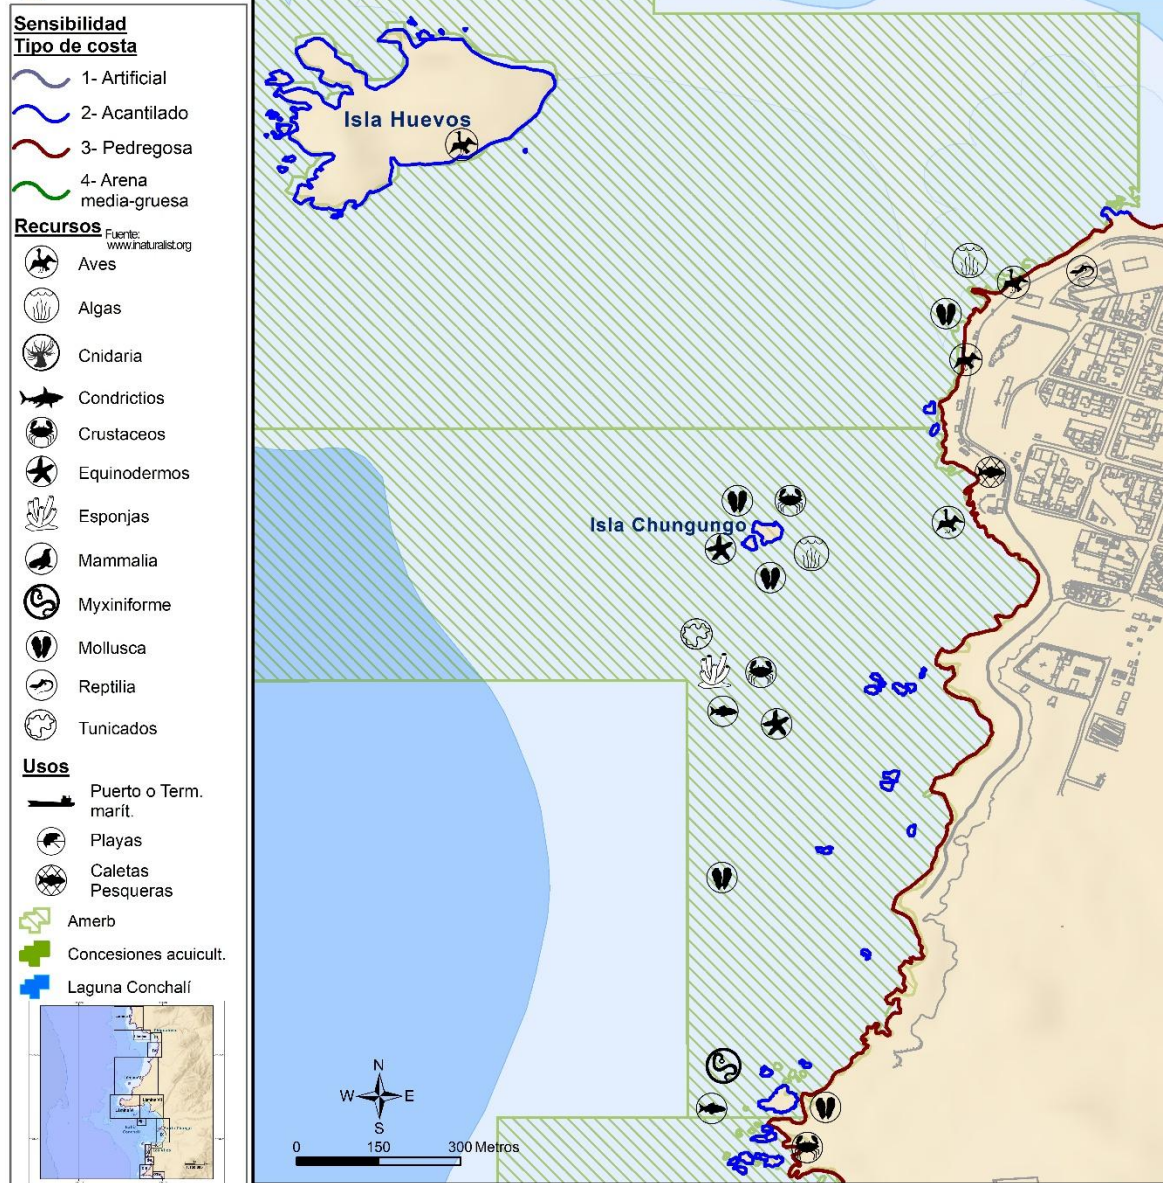 Sensibilidad
Tipo de costa
1- Artificial
2- Acantilado
3- Pedregosa
4- Arena
media-gruesa
Recursos
Fuente:
www.inaturalist.org
Aves
Algas
Cnidaria
Condrictios
Crustaceos
Equinodermos
Esponjas
Mammalia
Myxiniforme
Mollusca
Reptilia
Tunicados
Usos
Puerto o Term.
marít.
Playas
Caletas
Pesqueras
Amerb
Concesiones acuicult.
Laguna Conchalí
Isla Huevos
Isla Chungungo
N
W E
S
0 150 300 Metros